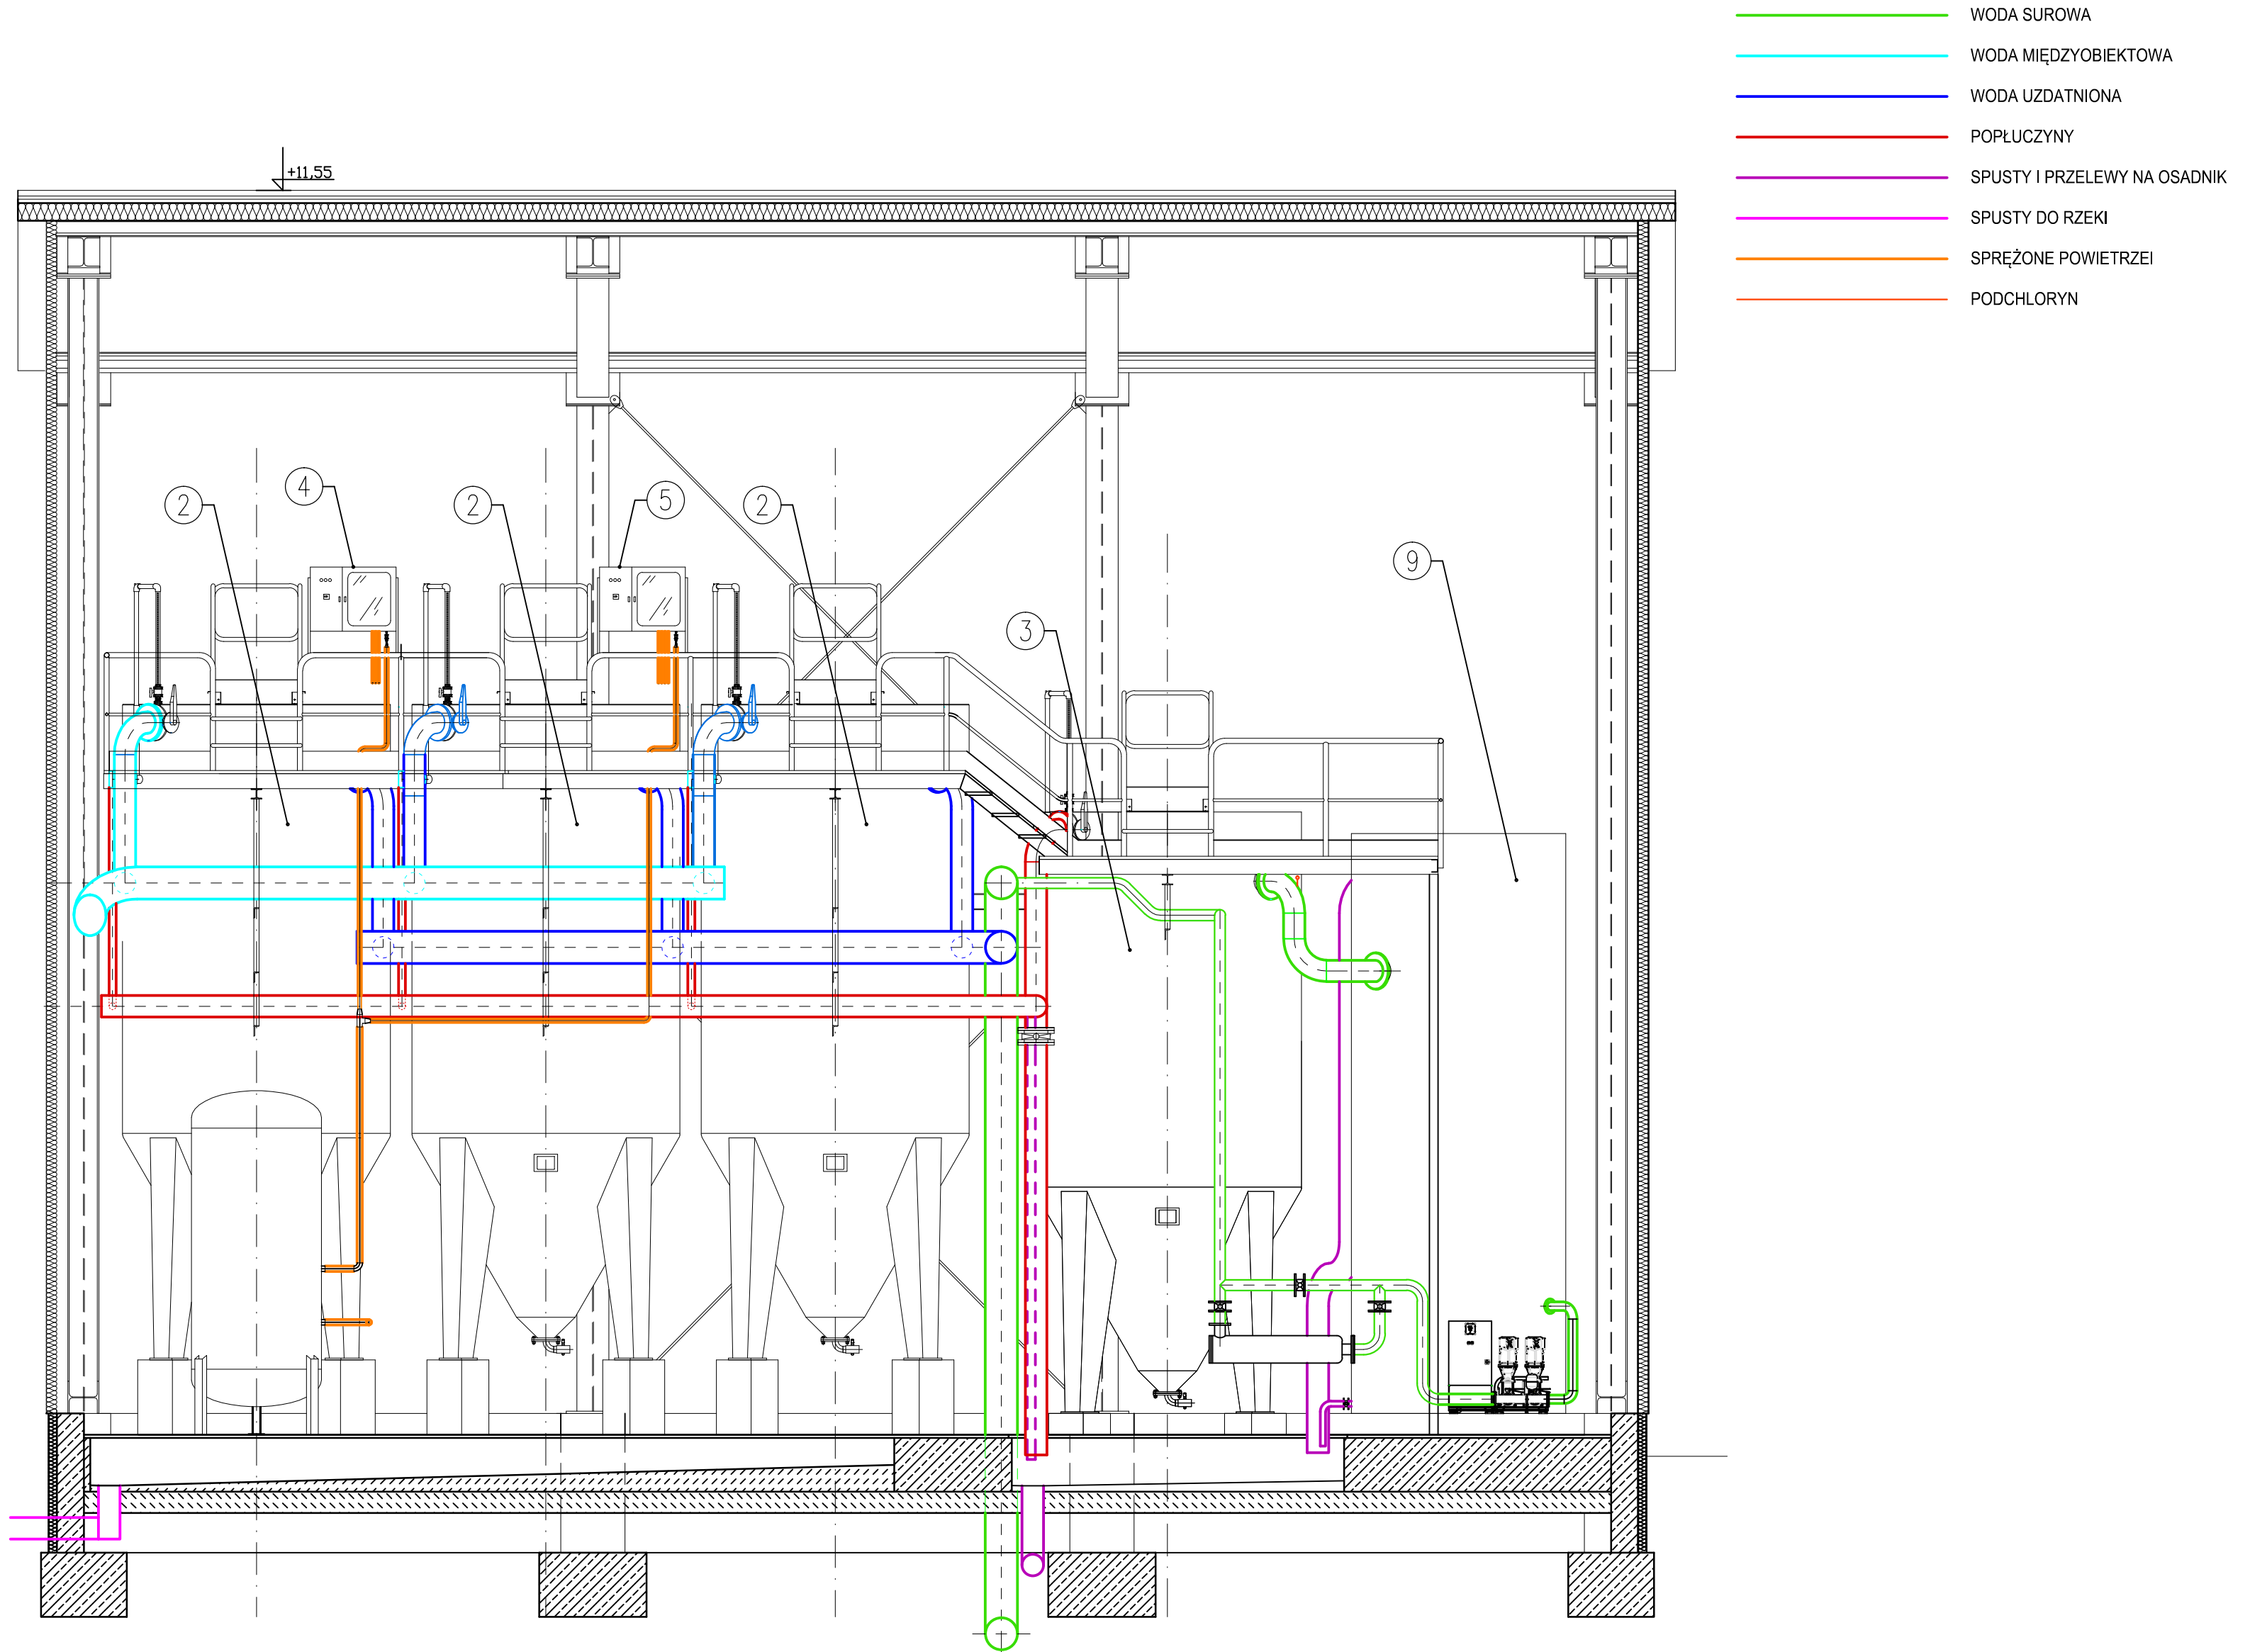 WODA SUROWA
WODA MIĘDZYOBIEKTOWA
WODA UZDATNIONA
POPŁUCZYNY
SPUSTY I PRZELEWY NA OSADNIK
SPUSTY DO RZEKI
SPRĘŻONE POWIETRZEI
PODCHLORYN
+11,55
2
4
2
5
2
3
9